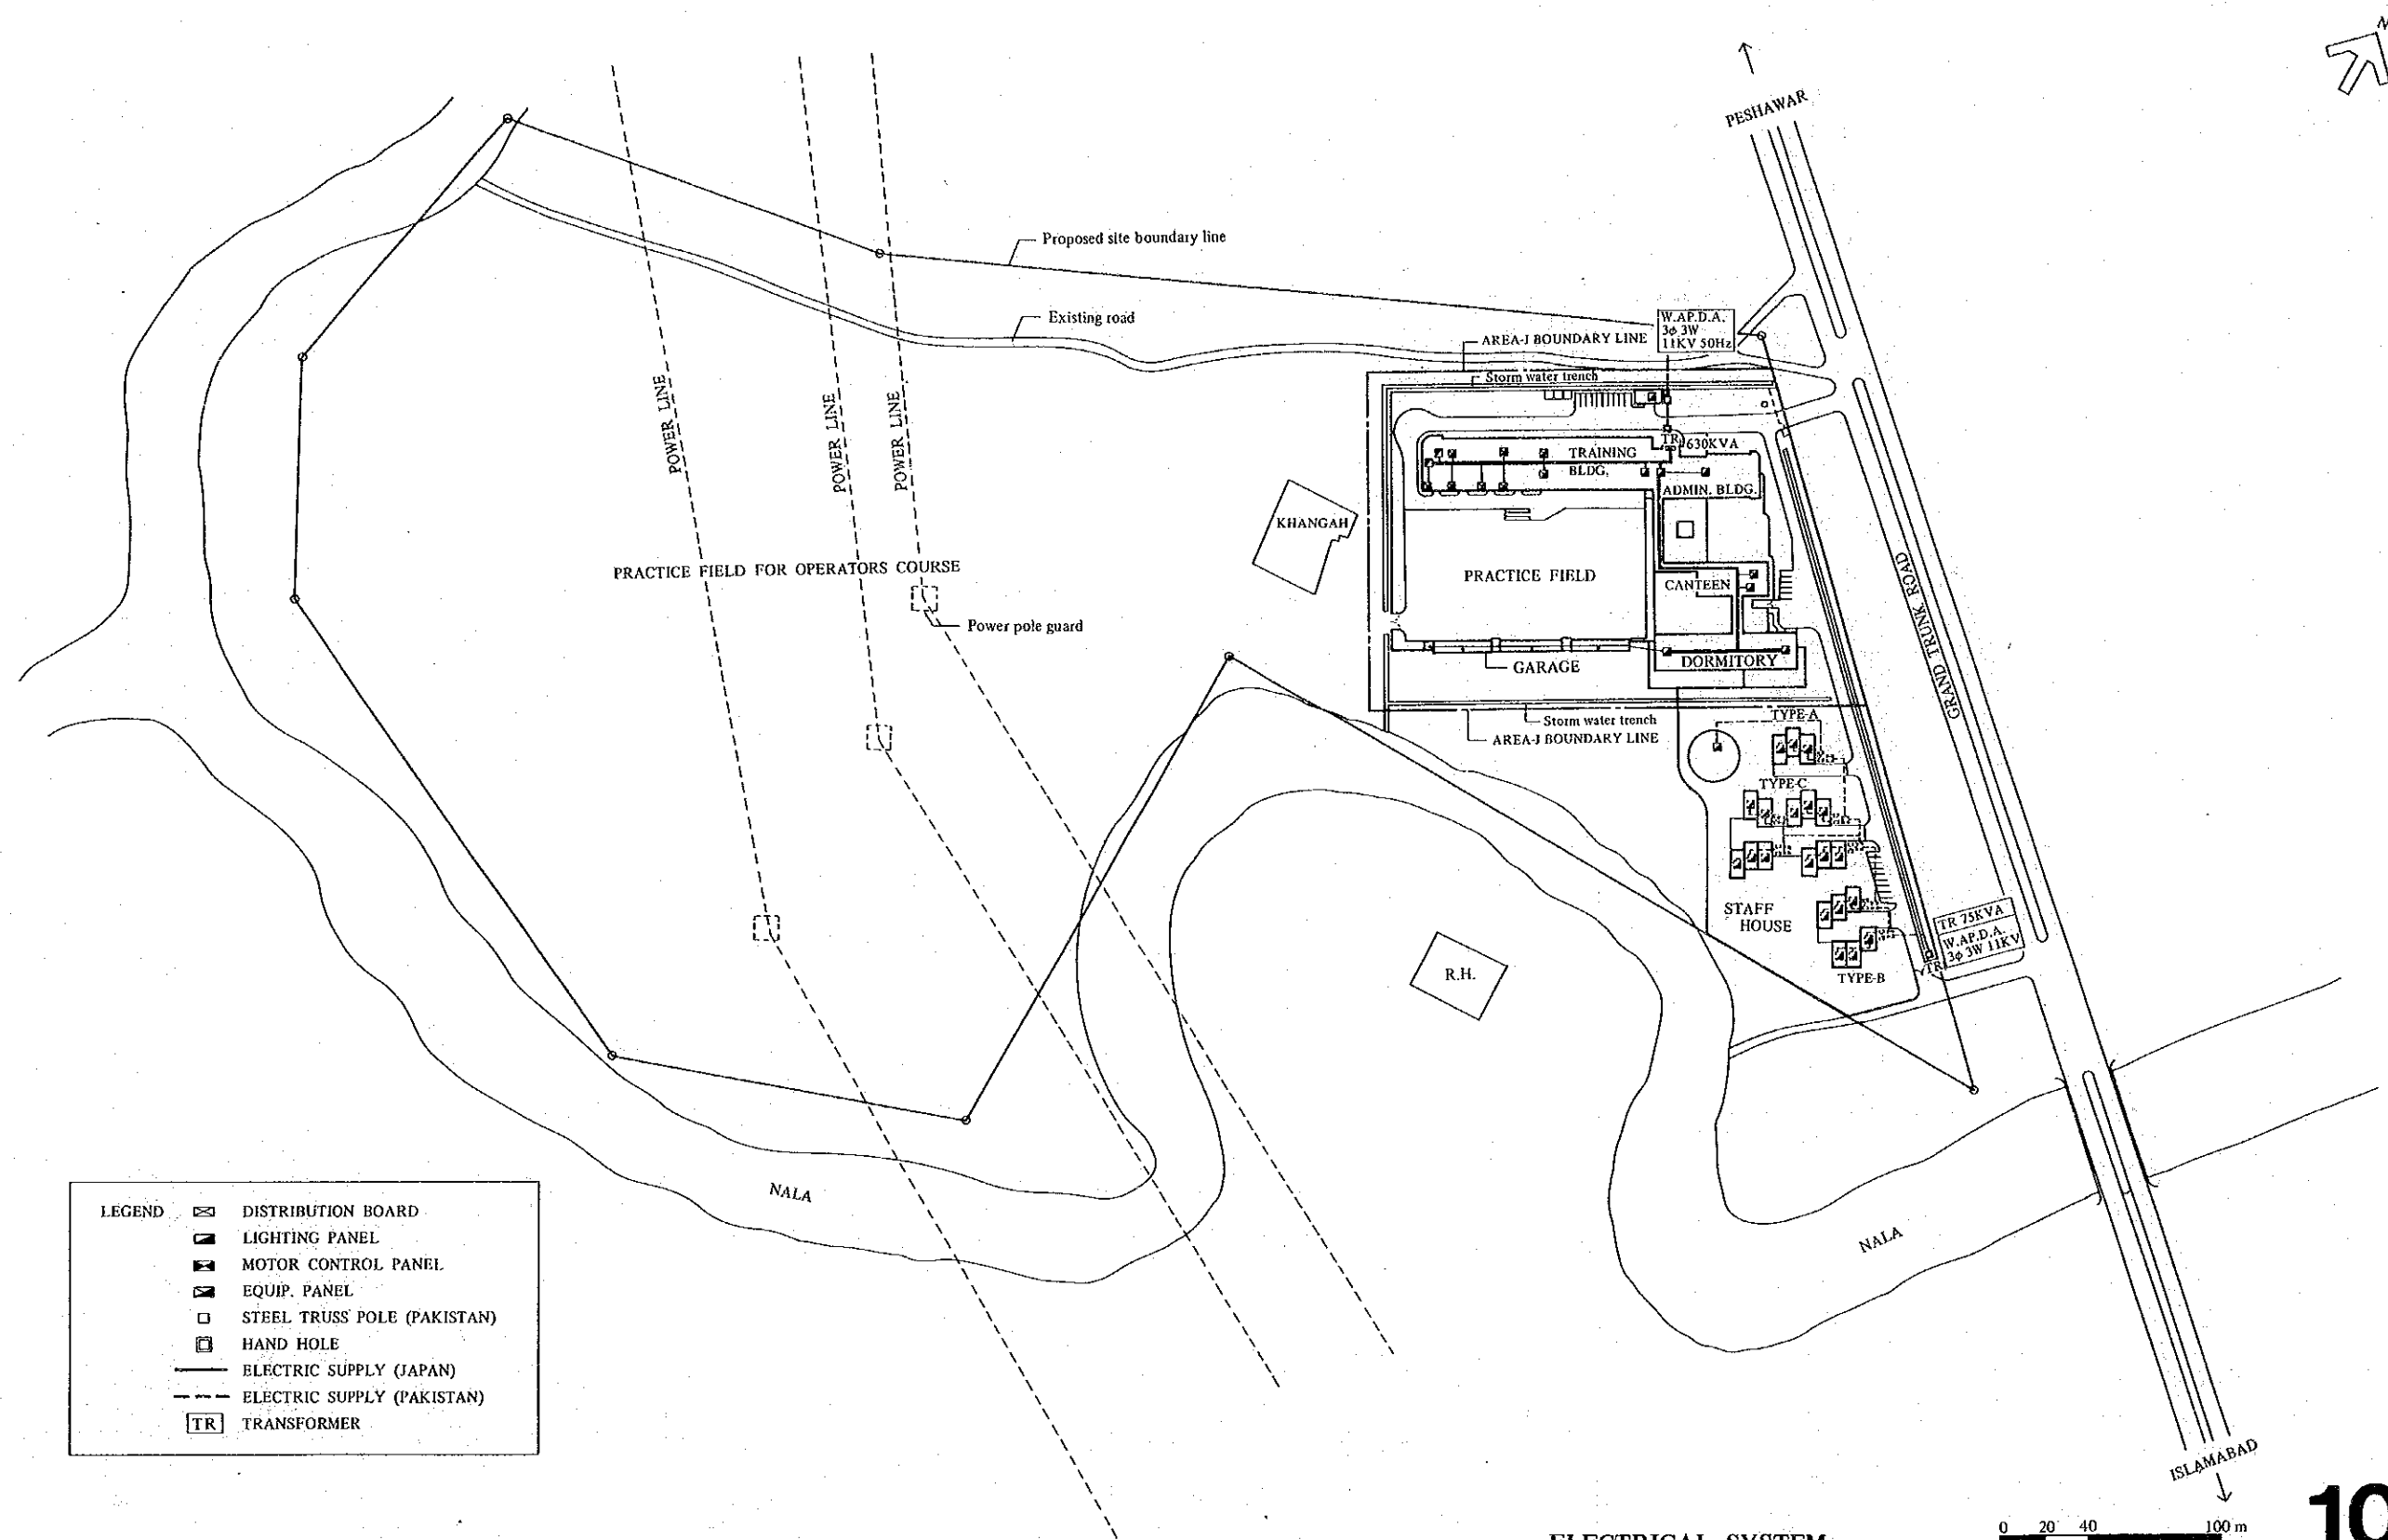 N
PESHAWAR
Proposed site boundary line
Existing road
W.AP.D.A.
3φ 3W
11KV 50Hz
AREA-J BOUNDARY LINE
Storm water trench
POWER LINE
POWER LINE
POWER LINE
TR 630KVA
TRAINING
BLDG.
ADMIN. BLDG.
KHANGAH
PRACTICE FIELD FOR OPERATORS COURSE
PRACTICE FIELD
CANTEEN
GRAND TRUNK ROAD
Power pole guard
GARAGE
DORMITORY
Storm water trench
AREA-J BOUNDARY LINE
TYPE-A
TYPE-C
STAFF
HOUSE
TR 75KVA
W.AP.D.A.
3φ 3W 11KV
TR
TYPE-B
R.H.
NALA
NALA
LEGEND
DISTRIBUTION BOARD
LIGHTING PANEL
MOTOR CONTROL PANEL
EQUIP. PANEL
STEEL TRUSS POLE (PAKISTAN)
HAND HOLE
ELECTRIC SUPPLY (JAPAN)
ELECTRIC SUPPLY (PAKISTAN)
TR TRANSFORMER
ISLAMABAD
ELECTRICAL SYSTEM
0 20 40 100 m
10